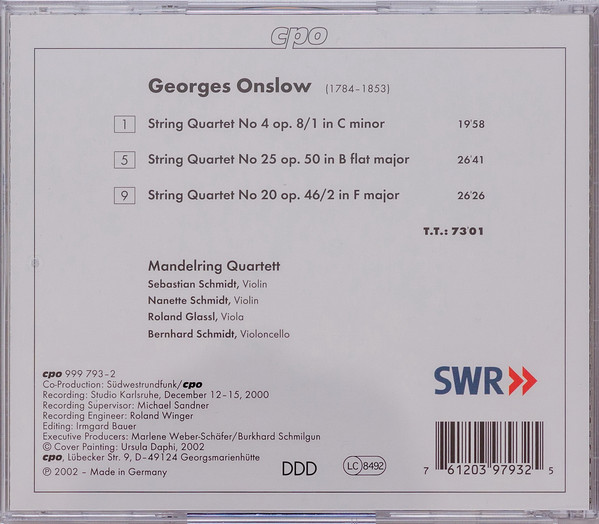 cpo
Georges Onslow (1784–1853)
1 String Quartet No 4 op. 8/1 in C minor 19'58
5 String Quartet No 25 op. 50 in B flat major 26'41
9 String Quartet No 20 op. 46/2 in F major 26'26
T.T.: 73'01
Mandelring Quartett
Sebastian Schmidt, Violin
Nanette Schmidt, Violin
Roland Glassl, Viola
Bernhard Schmidt, Violoncello
cpo 999 793–2
Co-Production: Südwestrundfunk/cpo
Recording: Studio Karlsruhe, December 12–15, 2000
Recording Supervisor: Michael Sandner
Recording Engineer: Roland Winger
Editing: Irmgard Bauer
Executive Producers: Marlene Weber-Schäfer/Burkhard Schmilgun
© Cover Painting: Ursula Daphi, 2002
cpo, Lübecker Str. 9, D–49124 Georgsmarienhütte
℗ 2002 – Made in Germany
DDD
LC 8492
SWR
7 61203 97932 5